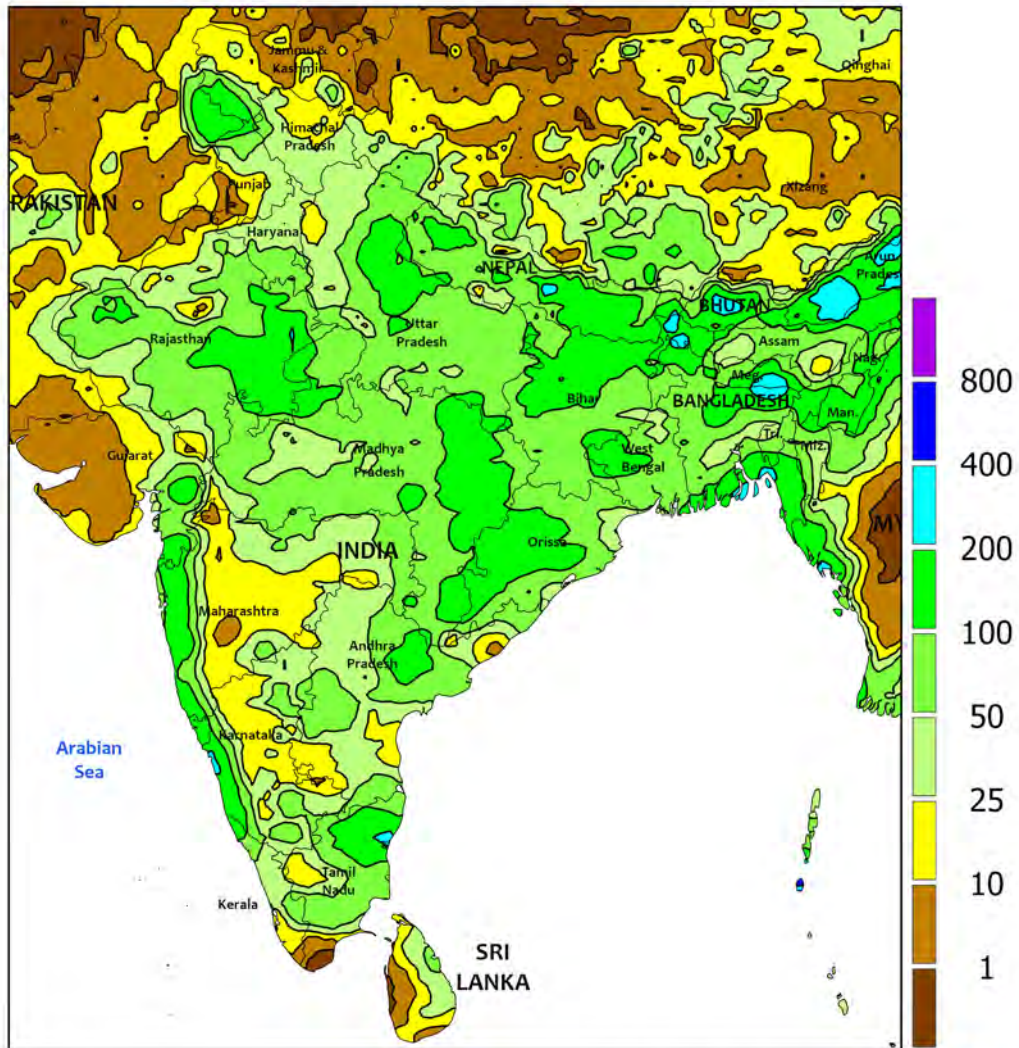 Jammu &
Kashmir
Qinghai
Himachal
Pradesh
Punjab
Xizang
PAKISTAN
Haryana
Arun.
Pradesh
NEPAL
BHUTAN
Rajasthan
Uttar
Pradesh
Assam
Nag.
Meg.
Bihar
BANGLADESH
Man.
Tri.
Miz.
Gujarat
Madhya
Pradesh
West
Bengal
MY
INDIA
Orissa
Maharashtra
Andhra
Pradesh
Karnataka
Arabian
Sea
Tamil
Nadu
Kerala
SRI
LANKA
800
400
200
100
50
25
10
1